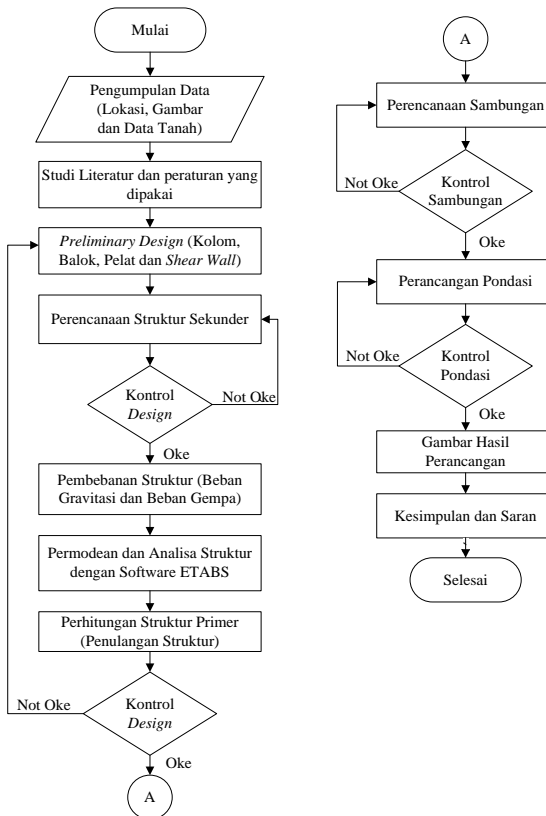 Mulai
Pengumpulan Data
(Lokasi, Gambar
dan Data Tanah)
Studi Literatur dan peraturan yang
dipakai
Preliminary Design (Kolom,
Balok, Pelat dan Shear Wall)
Perencanaan Struktur Sekunder
Kontrol
Design
Not Oke
Oke
Pembebanan Struktur (Beban
Gravitasi dan Beban Gempa)
Permodean dan Analisa Struktur
dengan Software ETABS
Perhitungan Struktur Primer
(Penulangan Struktur)
Not Oke
Kontrol
Design
Oke
A
A
Perencanaan Sambungan
Not Oke
Kontrol
Sambungan
Oke
Perancangan Pondasi
Not Oke
Kontrol
Pondasi
Oke
Gambar Hasil
Perancangan
Kesimpulan dan Saran
Selesai